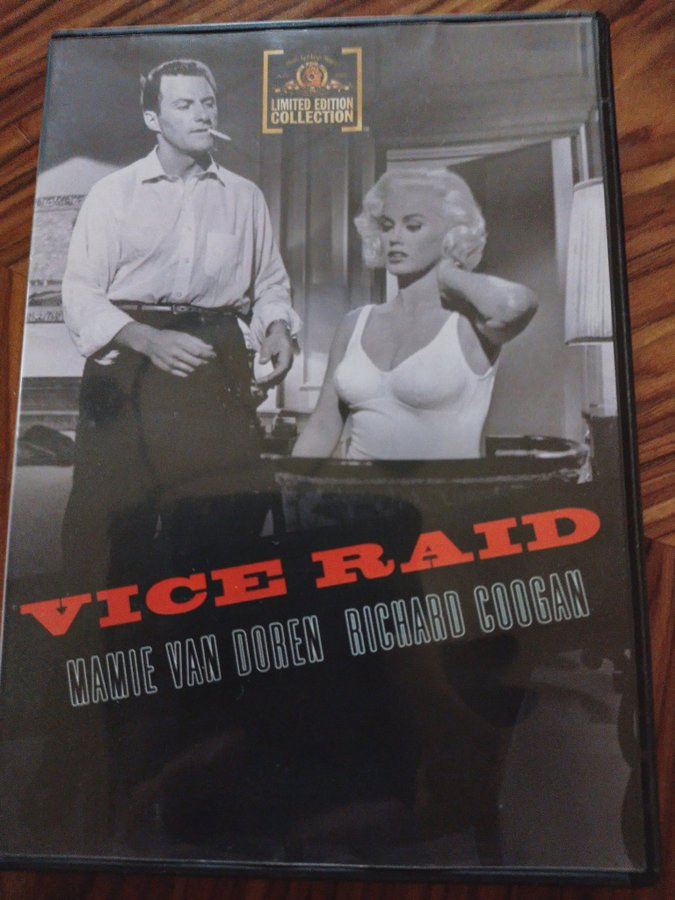 LIMITED EDITION
COLLECTION
VICE RAID
MAMIE VAN DOREN RICHARD COOGAN